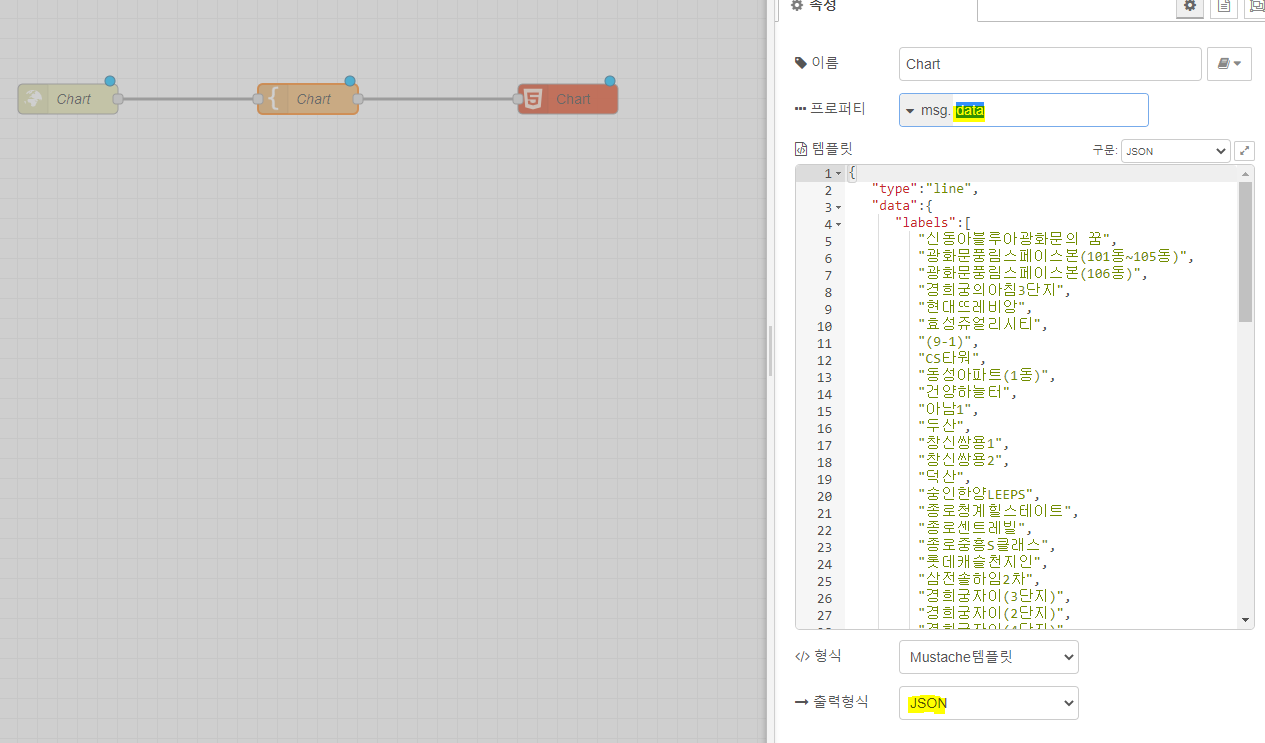 속성
Chart
Chart
Chart
이름
Chart
프로퍼티
msg. data
템플릿
구문: JSON
1 {
2 "type":"line",
3 "data":{
4 "labels":[
5 "신동아블루아광화문의 꿈",
6 "광화문풍림스페이스본(101동~105동)",
7 "광화문풍림스페이스본(106동)",
8 "경희궁의아침3단지",
9 "현대뜨레비앙",
10 "효성쥬얼리시티",
11 "(9-1)",
12 "CS타워",
13 "동성아파트(1동)",
14 "건양하늘터",
15 "아남1",
16 "두산",
17 "창신쌍용1",
18 "창신쌍용2",
19 "덕산",
20 "숭인한양LEEPS",
21 "종로청계힐스테이트",
22 "종로센트레빌",
23 "종로중흥S클래스",
24 "롯데캐슬천지인",
25 "삼전솔하임2차",
26 "경희궁자이(3단지)",
27 "경희궁자이(2단지)",
</> 형식
Mustache템플릿
출력형식
JSON